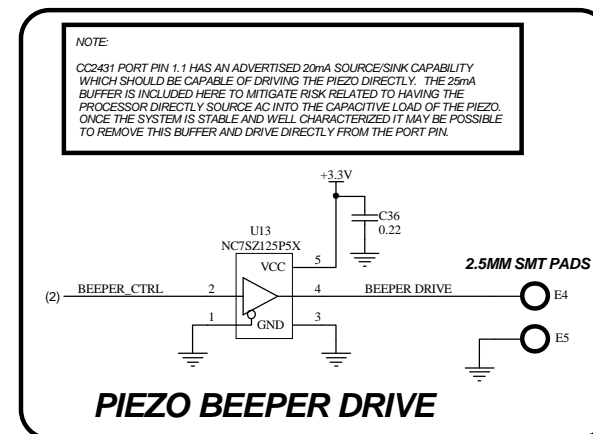 NOTE:
CC2431 PORT PIN 1.1 HAS AN ADVERTISED 20mA SOURCE/SINK CAPABILITY
WHICH SHOULD BE CAPABLE OF DRIVING THE PIEZO DIRECTLY. THE 25mA
BUFFER IS INCLUDED HERE TO MITIGATE RISK RELATED TO HAVING THE
PROCESSOR DIRECTLY SOURCE AC INTO THE CAPACITIVE LOAD OF THE PIEZO.
ONCE THE SYSTEM IS STABLE AND WELL CHARACTERIZED IT MAY BE POSSIBLE
TO REMOVE THIS BUFFER AND DRIVE DIRECTLY FROM THE PORT PIN.
+3.3V
C36
0.22
U13
NC7SZ125P5X
VCC
5
2.5MM SMT PADS
(2)
BEEPER_CTRL
2
4
BEEPER DRIVE
E4
1
GND
3
E5
PIEZO BEEPER DRIVE